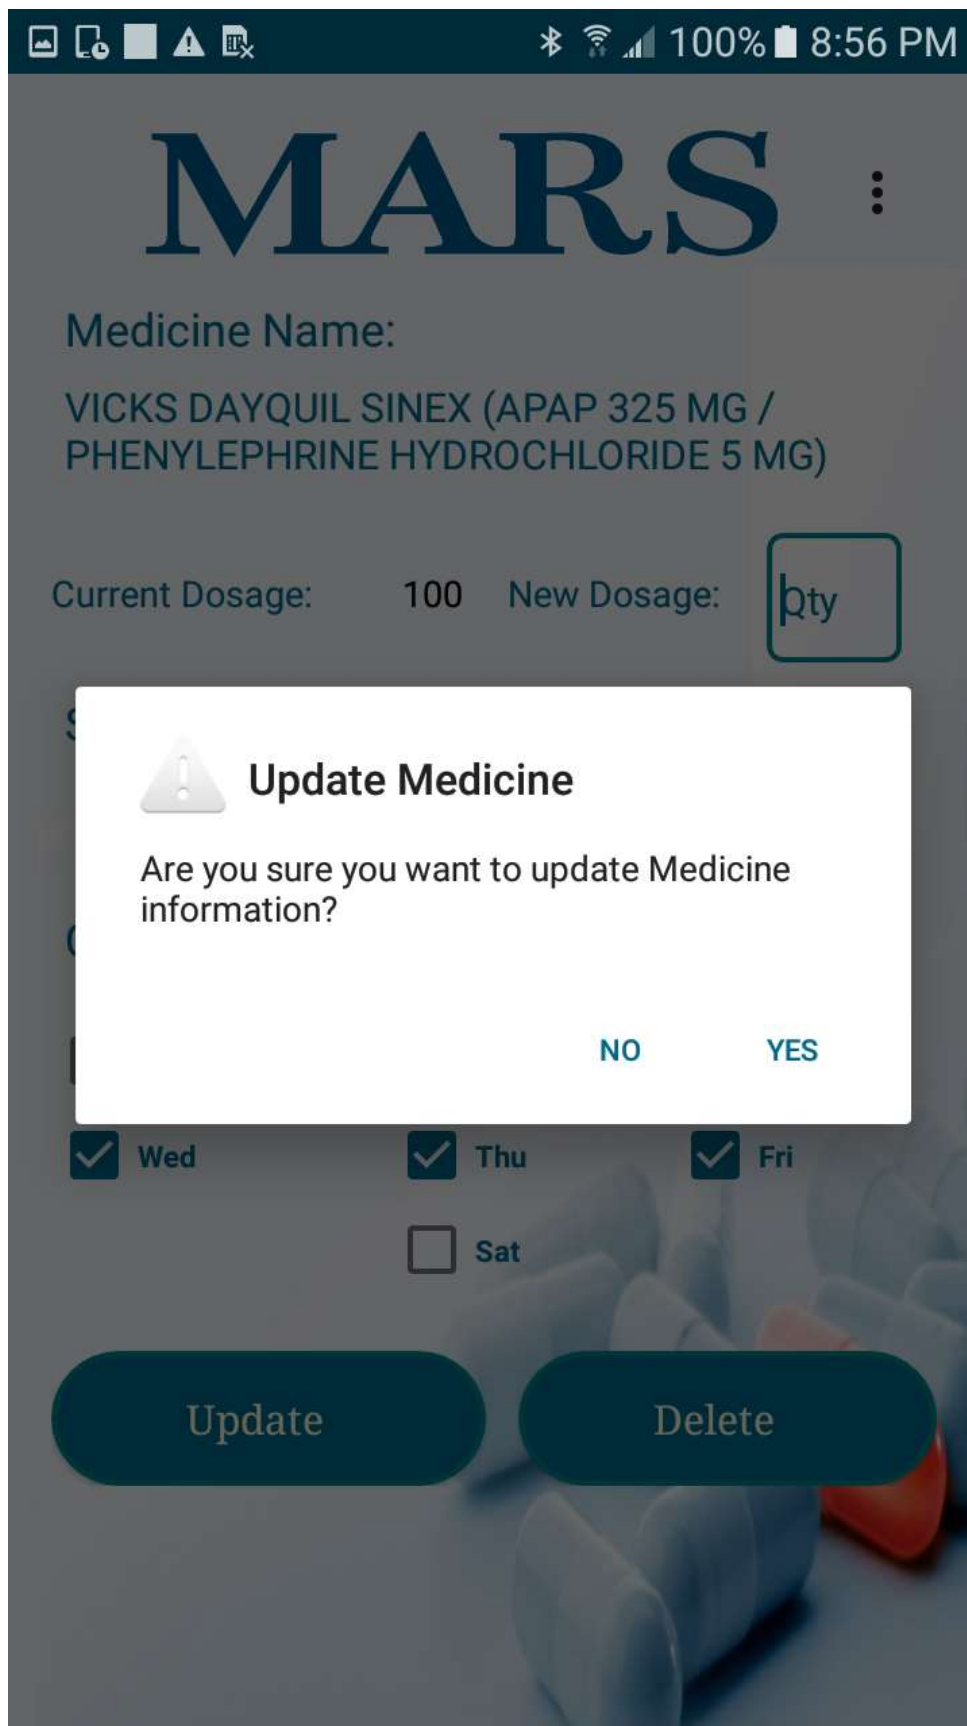 100% 8:56 PM
MARS
Medicine Name:
VICKS DAYQUIL SINEX (APAP 325 MG /
PHENYLEPHRINE HYDROCHLORIDE 5 MG)
Current Dosage: 100 New Dosage: Qty
Update Medicine
Are you sure you want to update Medicine
information?
NO YES
Wed Thu Fri
Sat
Update Delete